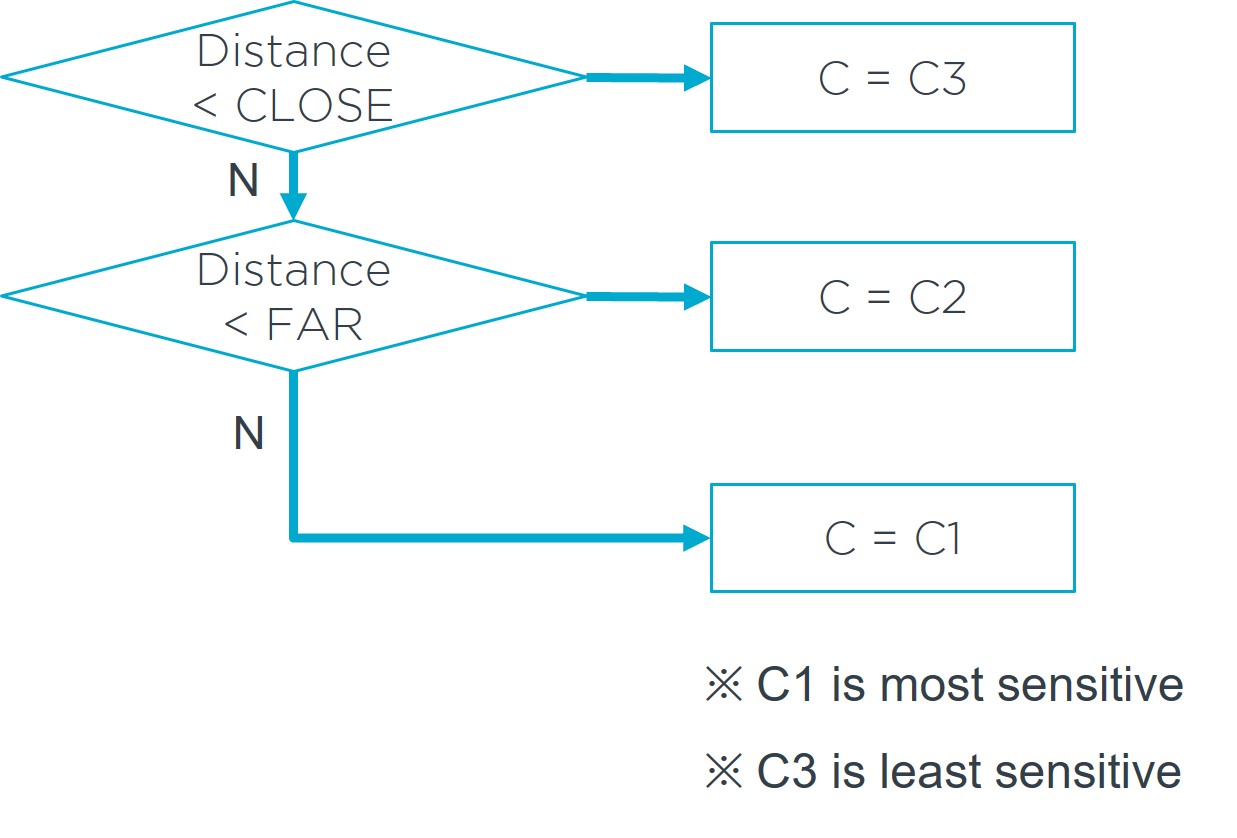 Distance
< CLOSE
C = C3
N
Distance
< FAR
C = C2
N
C = C1
※ C1 is most sensitive
※ C3 is least sensitive